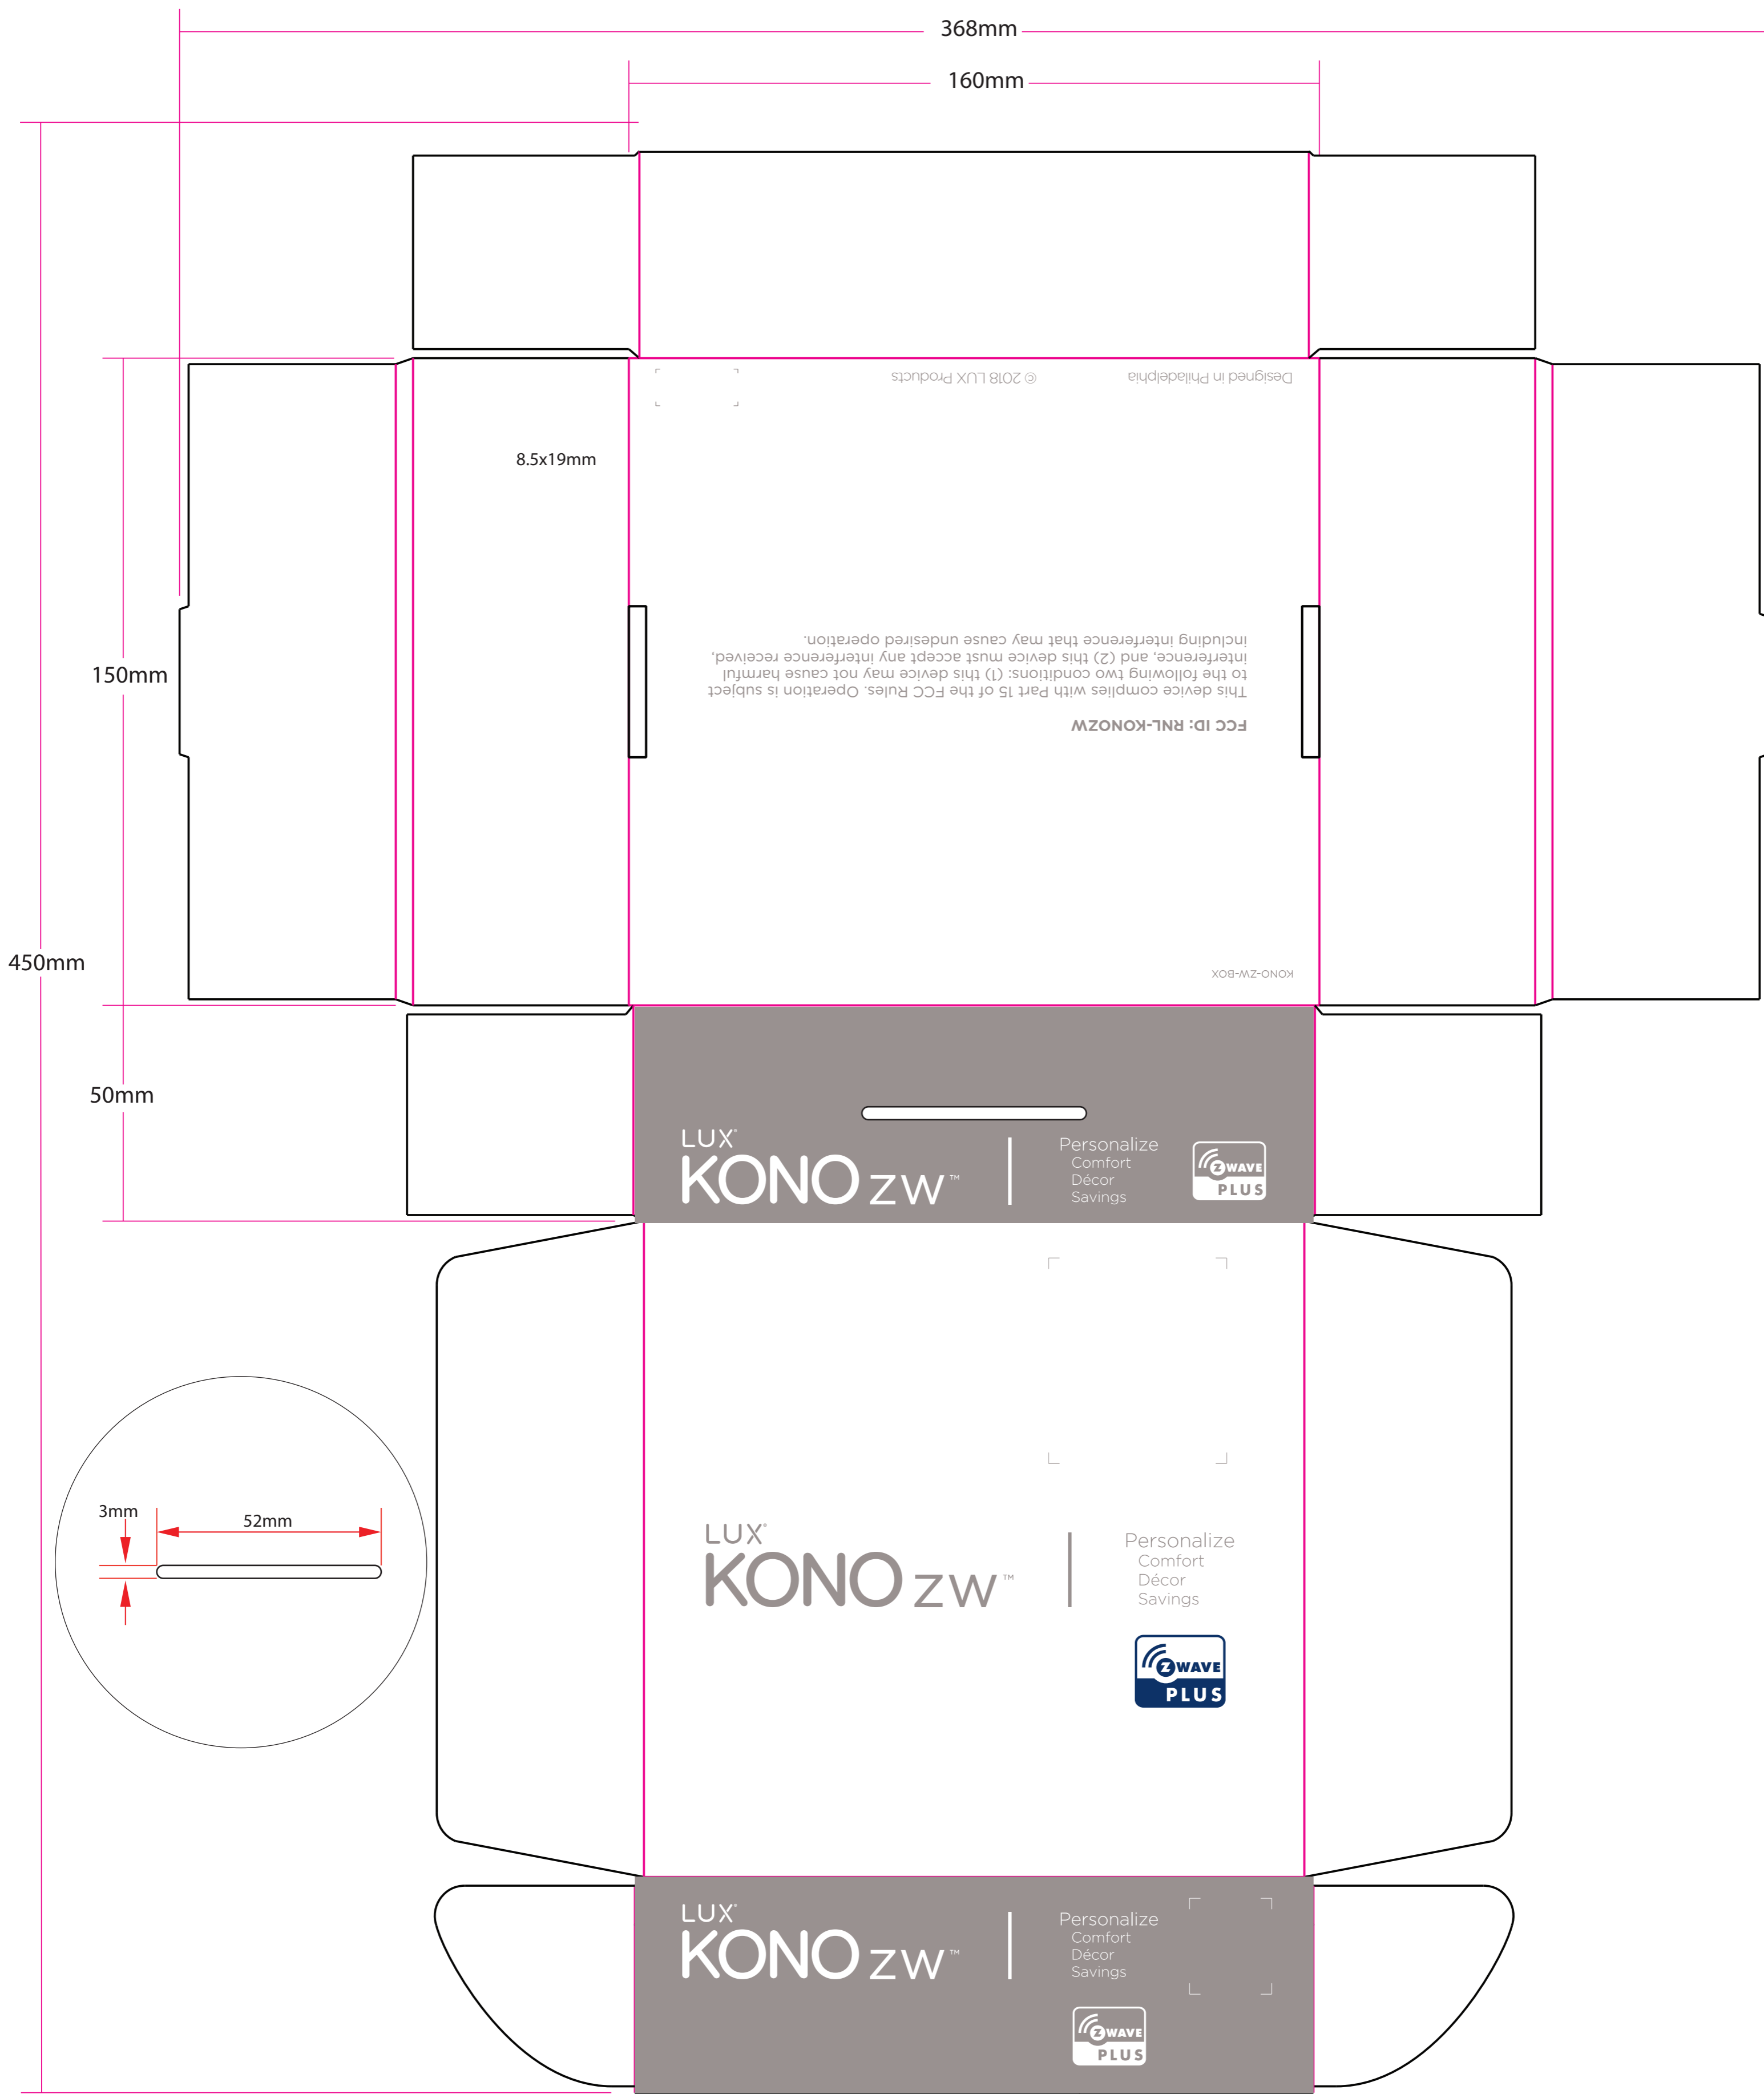 368mm
160mm
Designed in Philadelphia
© 2018 LUX Products
8.5x19mm
FCC ID: RNL-KONOZW
This device complies with Part 15 of the FCC Rules. Operation is subject
to the following two conditions: (1) this device may not cause harmful
interference, and (2) this device must accept any interference received,
including interference that may cause undesired operation.
150mm
450mm
KONO-ZW-BOX
50mm
LUX®
KONO ZW™
Personalize
Comfort
Décor
Savings
Z WAVE
PLUS
3mm
52mm
LUX®
KONO ZW™
Personalize
Comfort
Décor
Savings
Z WAVE
PLUS
LUX®
KONO ZW™
Personalize
Comfort
Décor
Savings
Z WAVE
PLUS